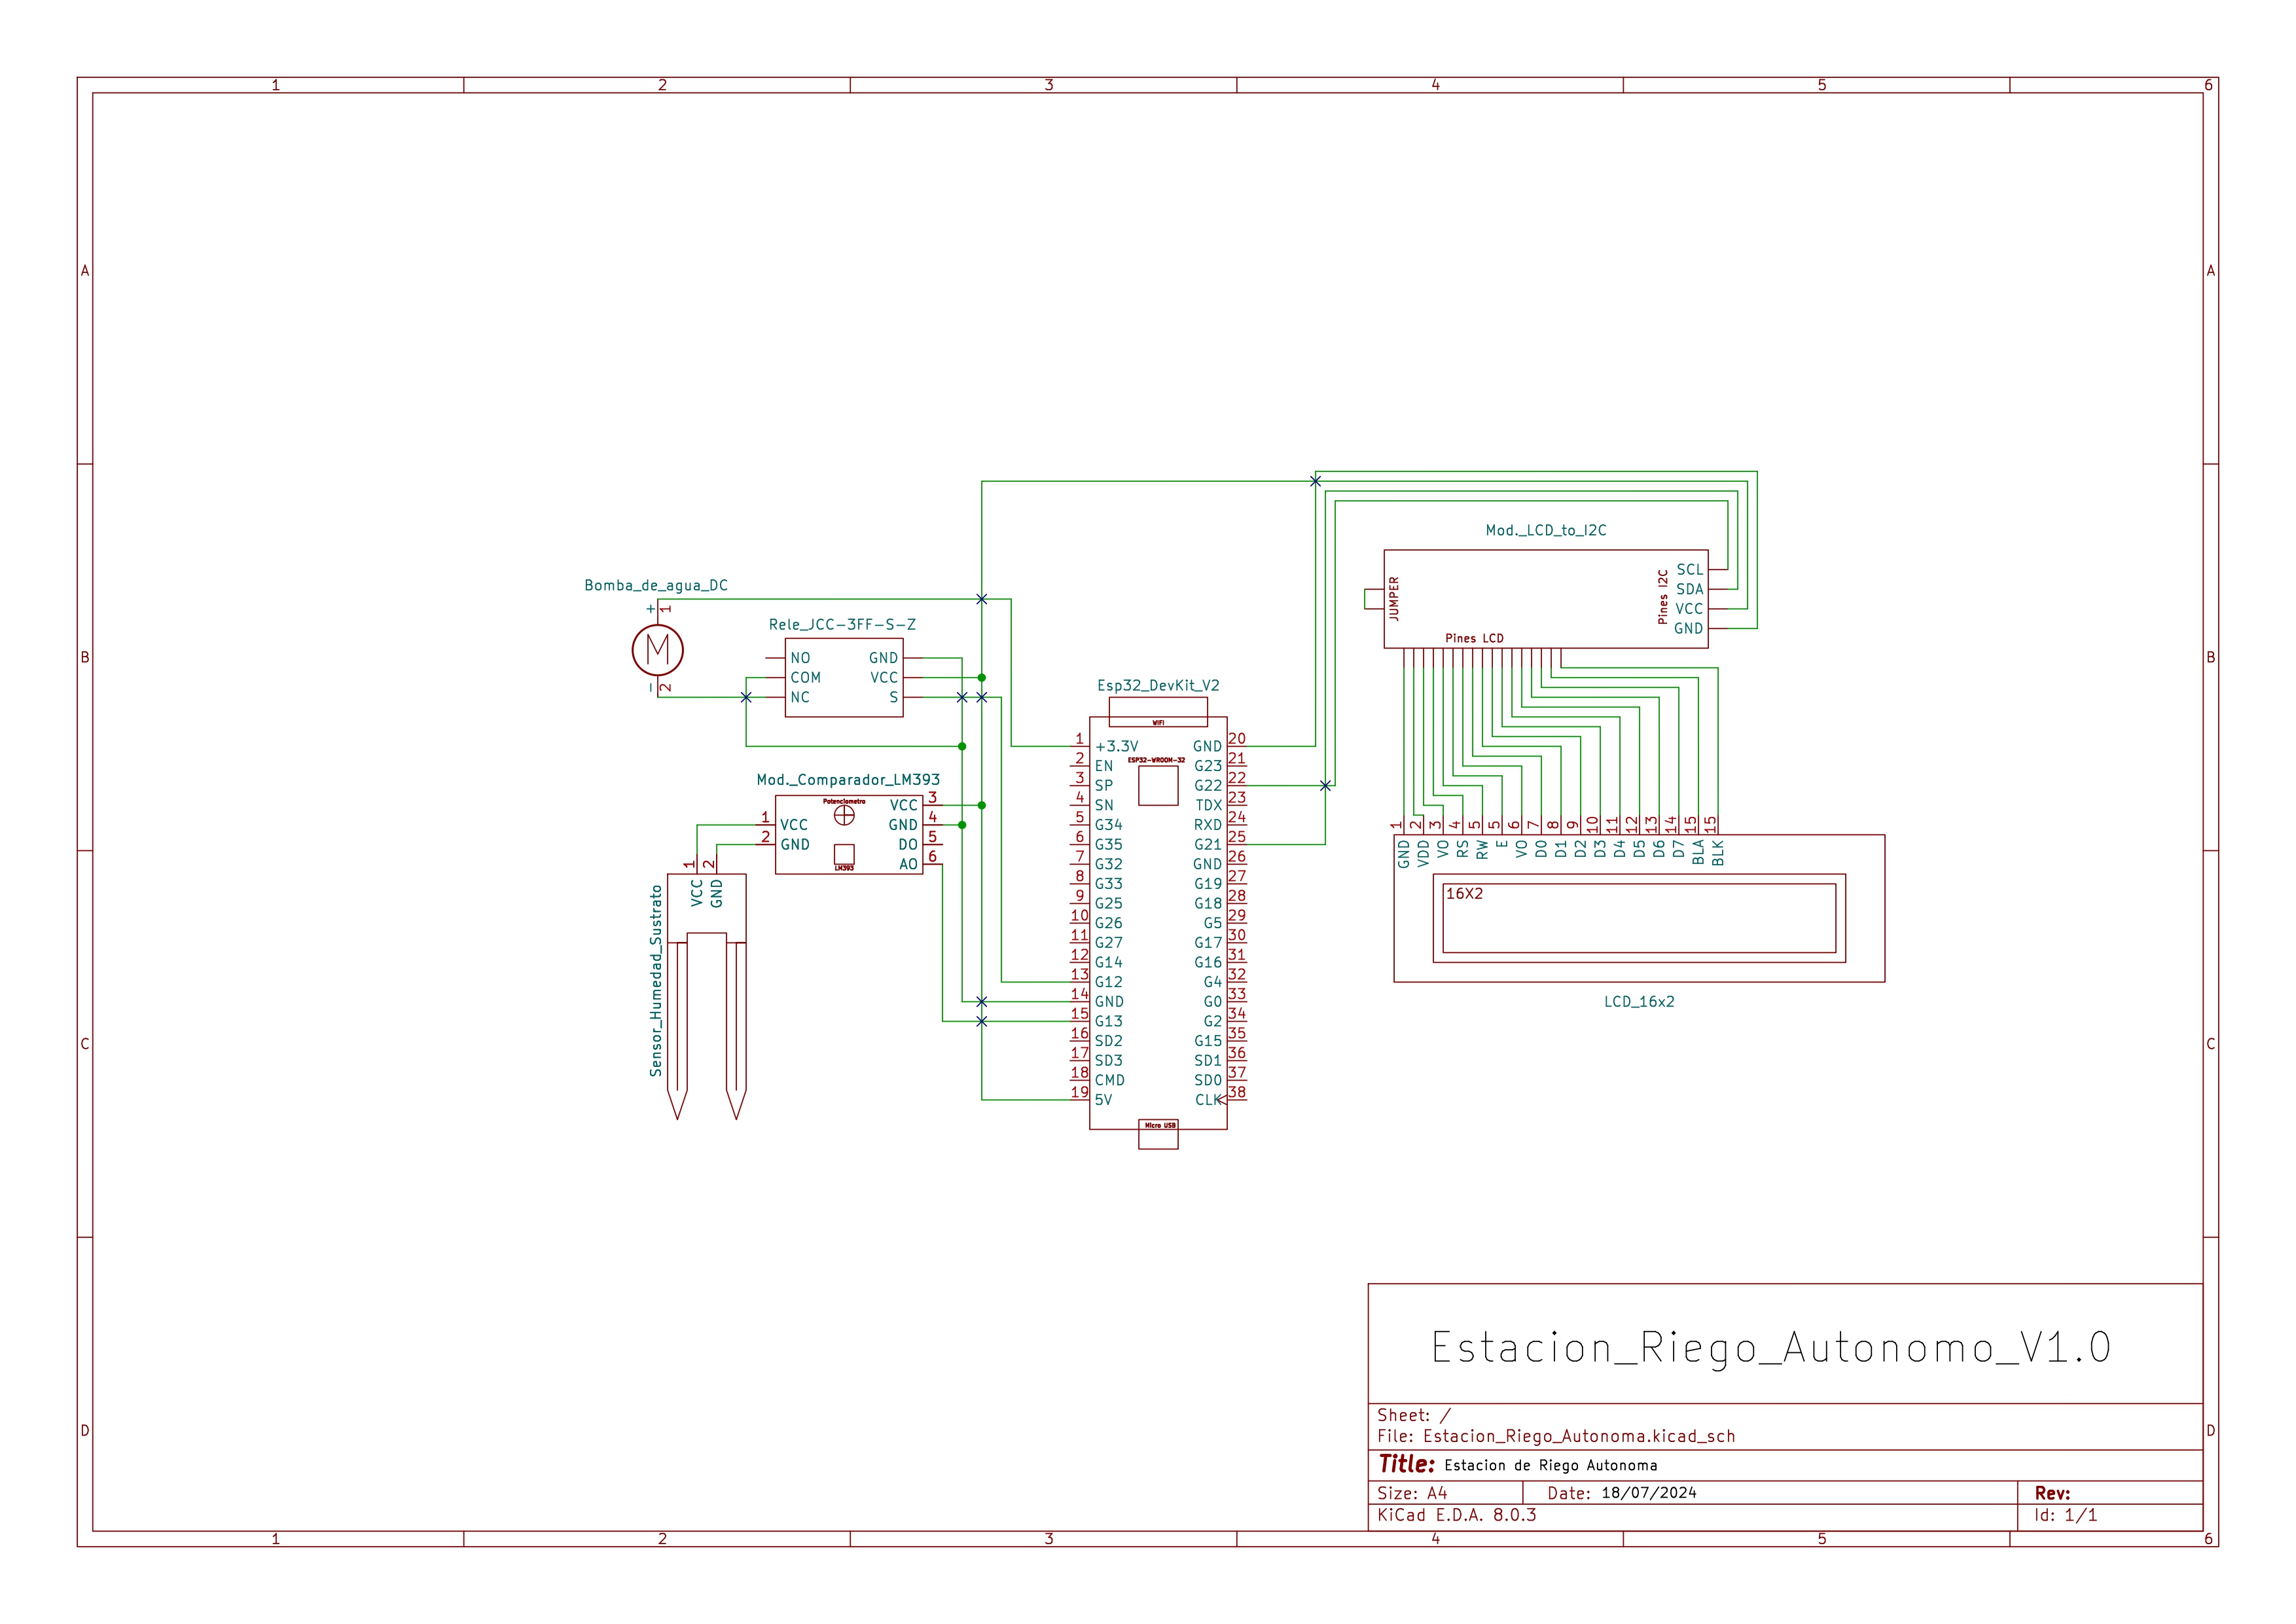 1 2 3 4 5 6
A A
Bomba_de_agua_DC
+ 1
M
- 2
Rele_JCC-3FF-S-Z
NO GND
COM VCC
NC S
Mod._Comparador_LM393
Potenciometro
1 VCC VCC 3
2 GND GND 4
DO 5
AO 6
LM393
1 2
VCC GND
Sensor_Humedad_Sustrato
Esp32_DevKit_V2
WIFI
ESP32-WROOM-32
1 +3.3V GND 20
2 EN G23 21
3 SP G22 22
4 SN TDX 23
5 G34 RXD 24
6 G35 G21 25
7 G32 GND 26
8 G33 G19 27
9 G25 G18 28
10 G26 G5 29
11 G27 G17 30
12 G14 G16 31
13 G12 G4 32
14 GND G0 33
15 G13 G2 34
16 SD2 G15 35
17 SD3 SD1 36
18 CMD SD0 37
19 5V CLK 38
Micro USB
Mod._LCD_to_I2C
JUMPER
Pines I2C
SCL
SDA
VCC
GND
Pines LCD
1 2 3 4 5 5 6 7 8 9 10 11 12 13 14 15 15
GND VDD VO RS RW E VO D0 D1 D2 D3 D4 D5 D6 D7 BLA BLK
16X2
LCD_16x2
B B
C C
D D
Estacion_Riego_Autonomo_V1.0
Sheet: /
File: Estacion_Riego_Autonoma.kicad_sch
Title: Estacion de Riego Autonoma
Size: A4 Date: 18/07/2024 Rev:
KiCad E.D.A. 8.0.3 Id: 1/1
1 2 3 4 5 6